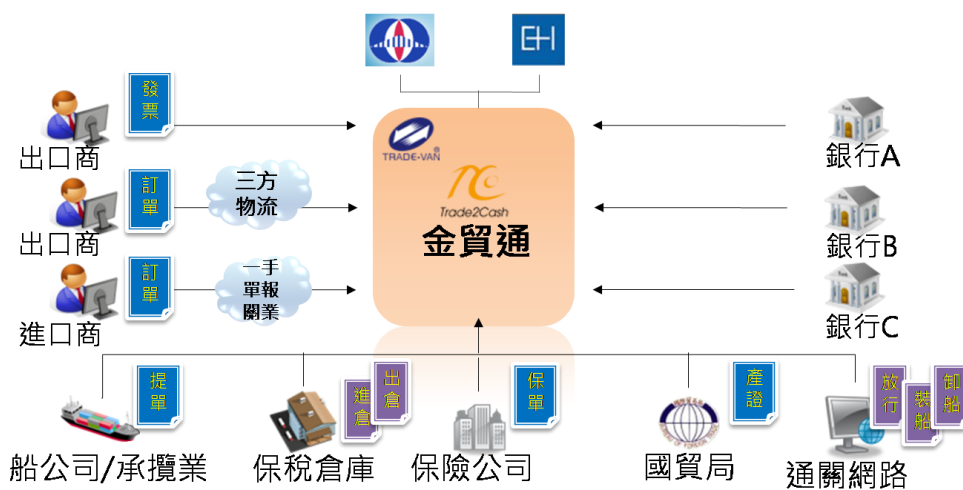 EH
發票
TRADE-VAN®
出口商
銀行A
訂單
三方
物流
Trade2Cash
金貿通
出口商
銀行B
訂單
一手
單報
關業
進口商
銀行C
提單
進倉
出倉
保單
產證
放行
裝船
卸船
船公司/承攬業
保稅倉庫
保險公司
國貿局
通關網路